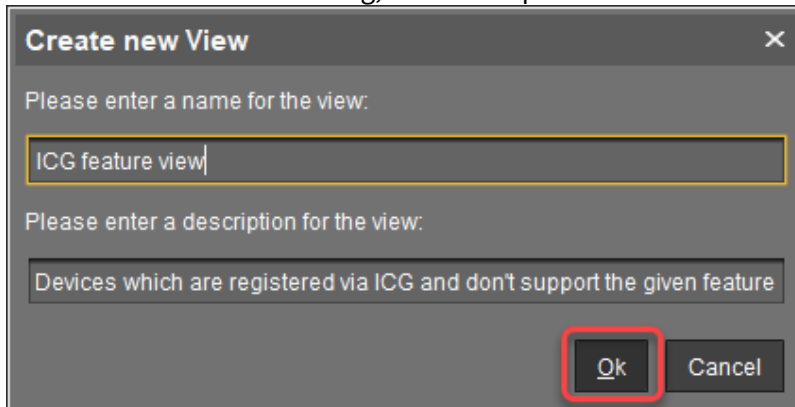 Create new View
Please enter a name for the view:
ICG feature view
Please enter a description for the view:
Devices which are registered via ICG and don't support the given feature
Ok
Cancel